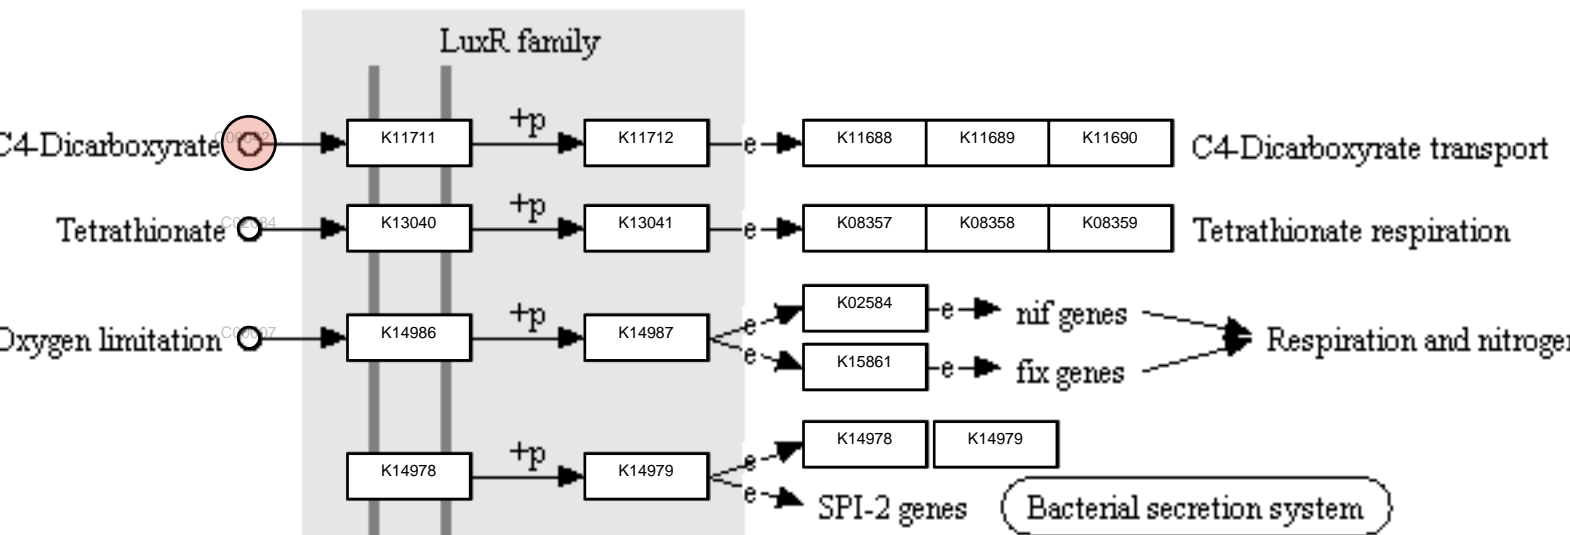 LuxR family
C4-Dicarboxyrate K11711 +p K11712 e K11688 K11689 K11690 C4-Dicarboxyrate transport
Tetrathionate K13040 +p K13041 e K08357 K08358 K08359 Tetrathionate respiration
Oxygen limitation K14986 +p K14987 e K02584 e nif genes
e K15861 e fix genes
Respiration and nitrogen
K14978 +p K14979 e K14978 K14979
e SPI-2 genes Bacterial secretion system